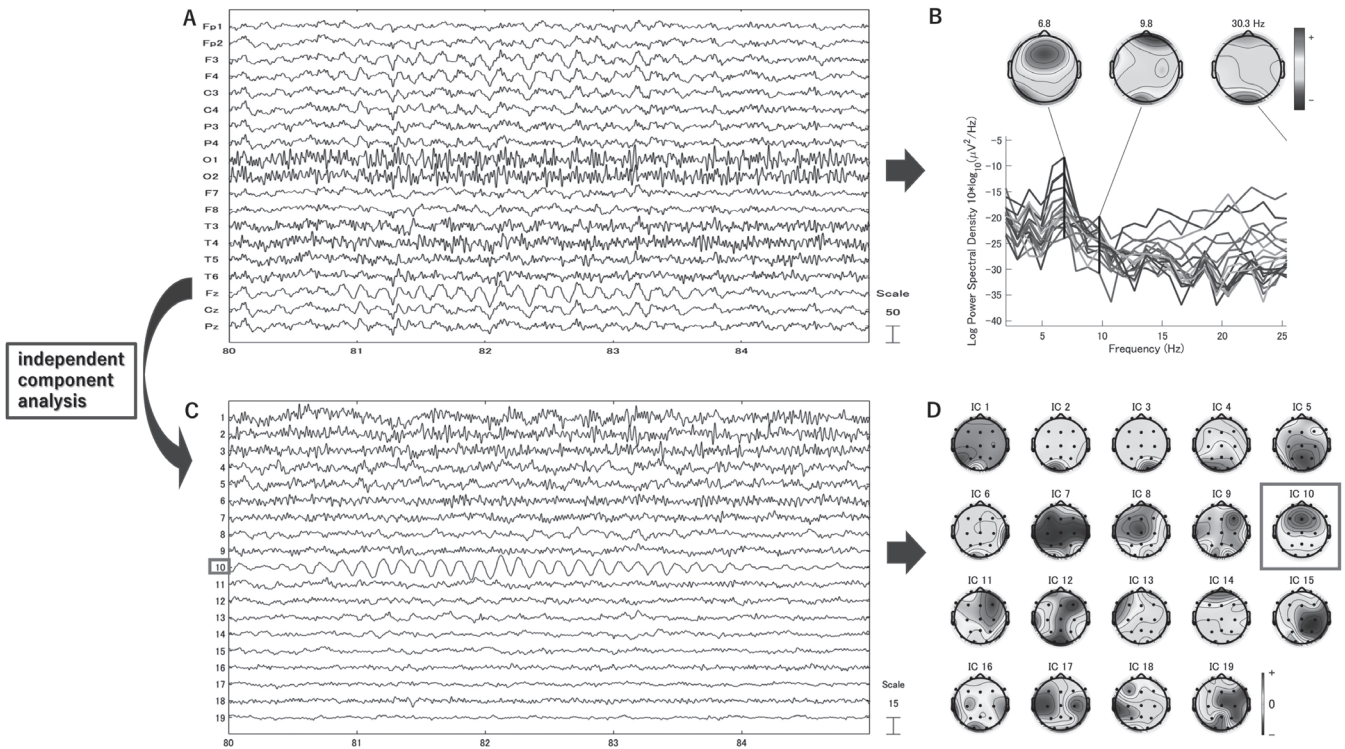 A
Fp1
Fp2
F3
F4
C3
C4
P3
P4
O1
O2
F7
F8
T3
T4
T5
T6
Fz
Cz
Pz
Scale
50
80 81 82 83 84
B
6.8 9.8 30.3 Hz
+
−
Log Power Spectral Density 10*log10(μV2/Hz)
−5
−10
−15
−20
−25
−30
−35
−40
5 10 15 20 25
Frequency (Hz)
independent
component
analysis
C
1
2
3
4
5
6
7
8
9
10
11
12
13
14
15
16
17
18
19
Scale
15
80 81 82 83 84
D
IC 1 IC 2 IC 3 IC 4 IC 5
IC 6 IC 7 IC 8 IC 9 IC 10
IC 11 IC 12 IC 13 IC 14 IC 15
IC 16 IC 17 IC 18 IC 19
+
0
−